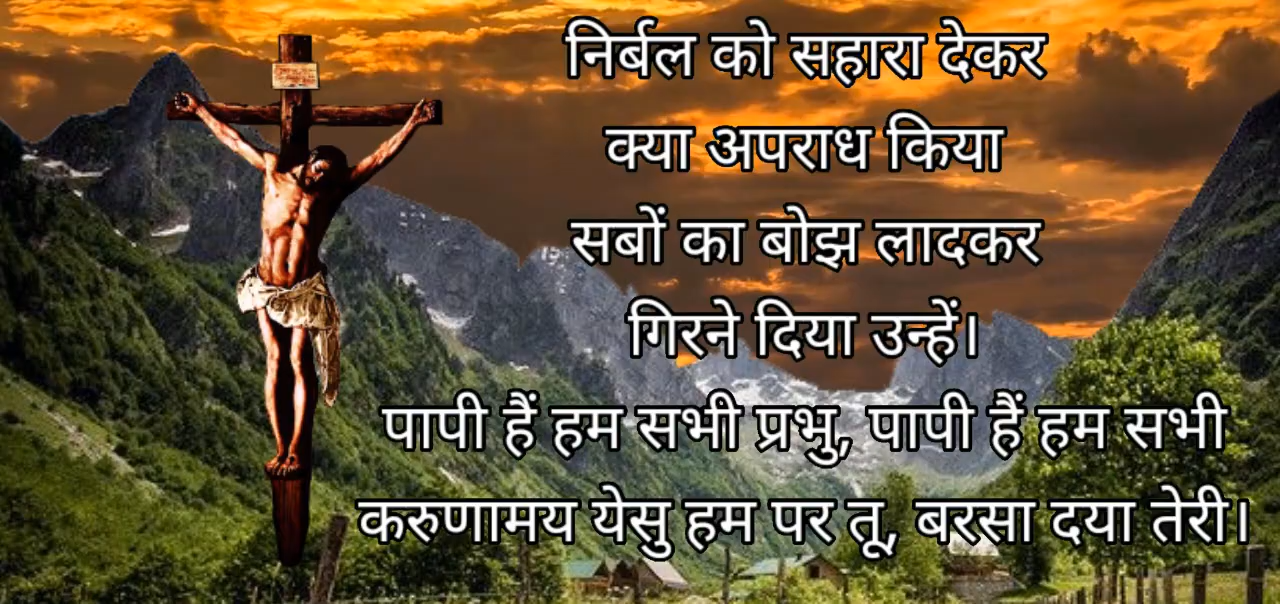 निर्बल को सहारा देकर
क्या अपराध किया
सबों का बोझ लादकर
गिरने दिया उन्हें।
पापी हैं हम सभी प्रभु, पापी हैं हम सभी
करुणामय येसु हम पर तू, बरसा दया तेरी।